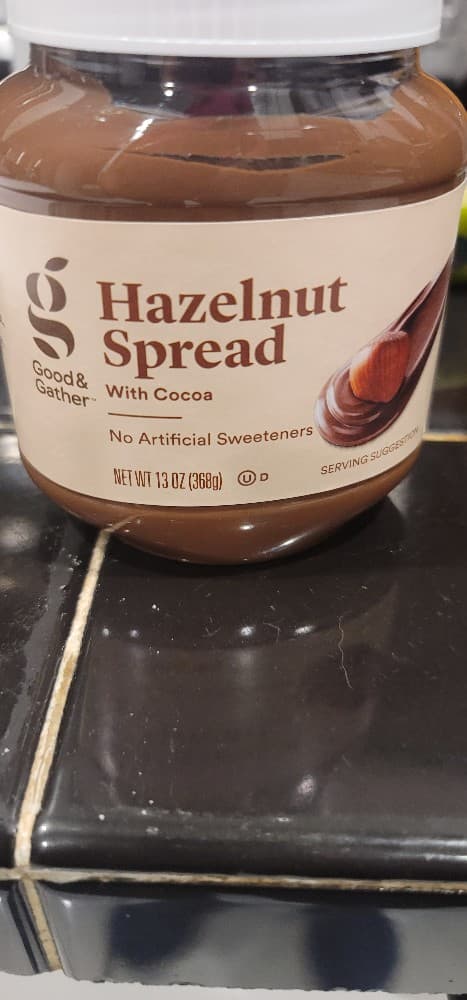 g
Good &
Gather™
Hazelnut
Spread
With Cocoa
No Artificial Sweeteners
NET WT 13 OZ (368g) Ⓤ D
SERVING SUGGESTION